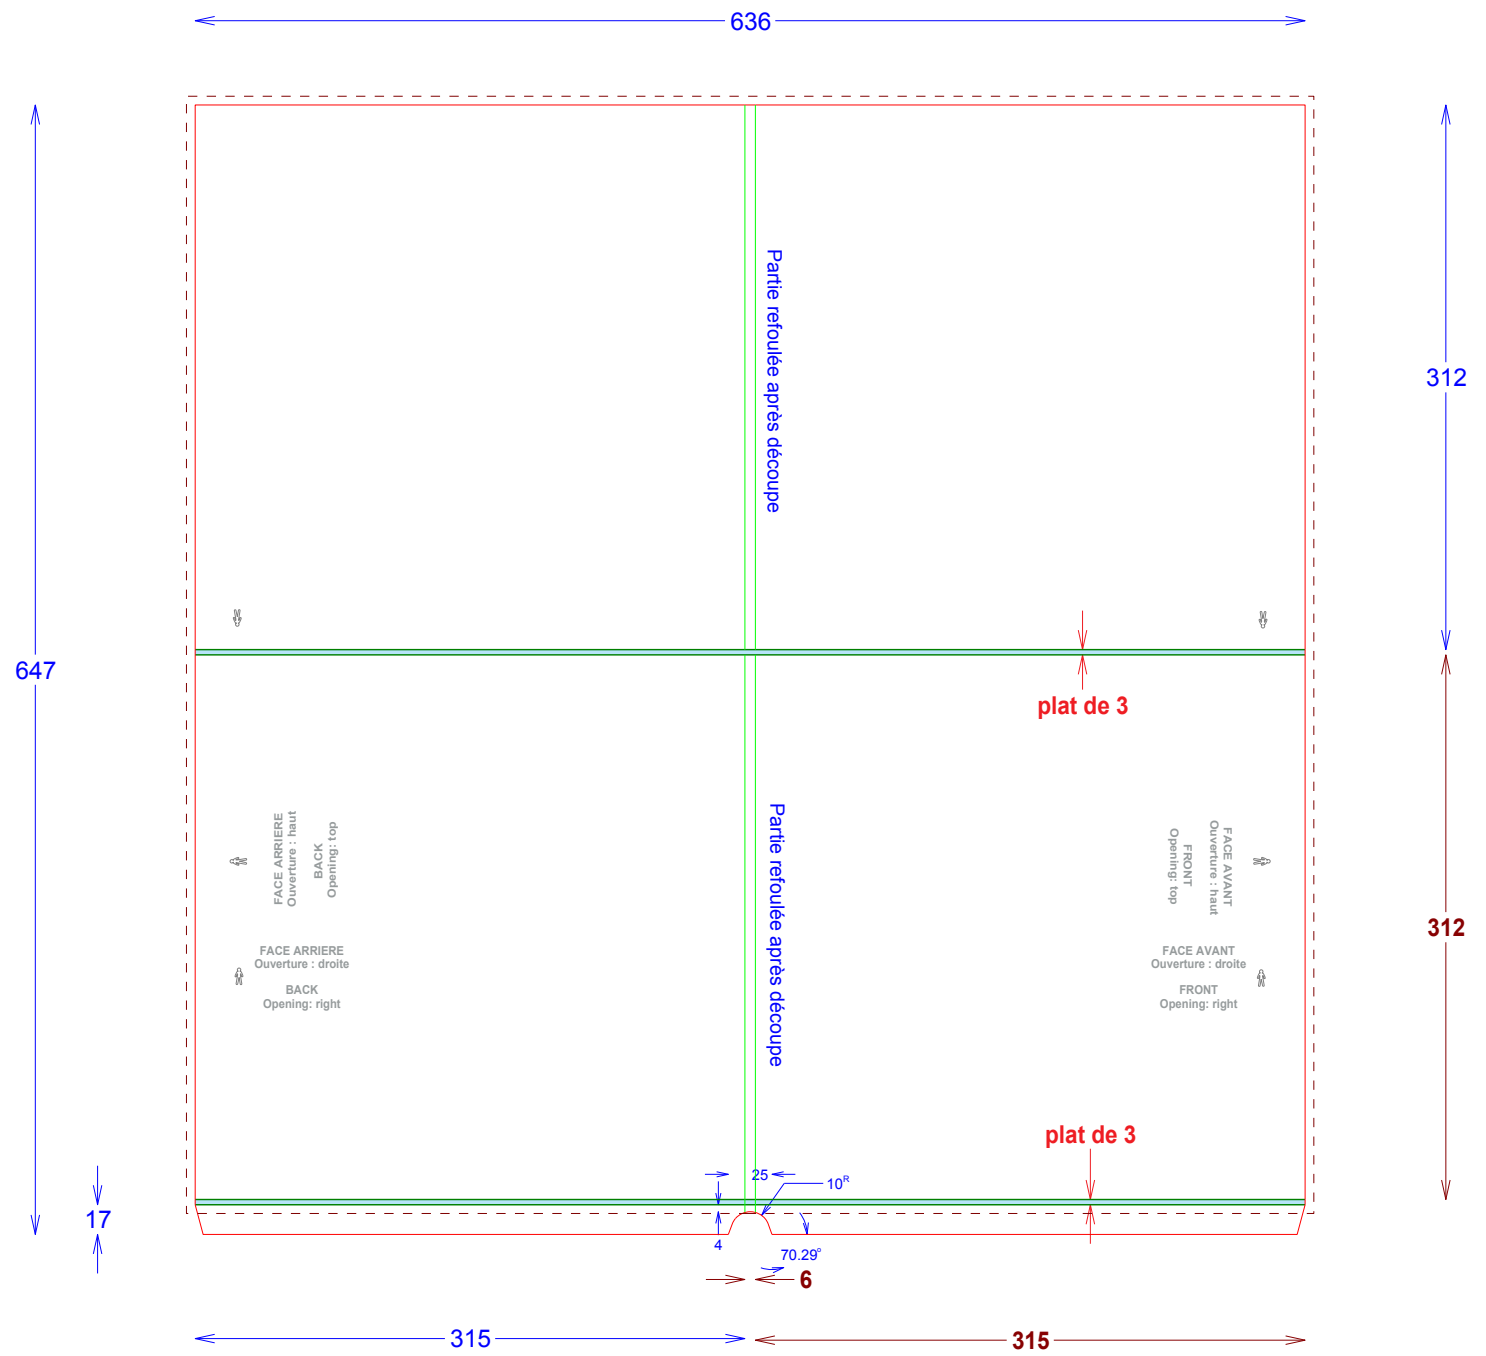 636
647
312
Partie refoulée après découpe
plat de 3
FACE ARRIERE
Ouverture : haut
BACK
Opening: top
FACE AVANT
Ouverture : haut
FRONT
Opening: top
Partie refoulée après découpe
312
FACE ARRIERE
Ouverture : droite
BACK
Opening: right
FACE AVANT
Ouverture : droite
FRONT
Opening: right
plat de 3
25
10R
17
4
70.29°
6
315
315